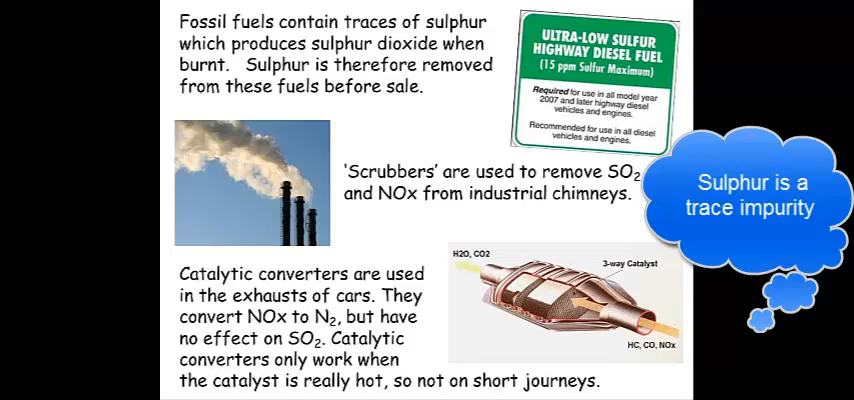 Fossil fuels contain traces of sulphur
which produces sulphur dioxide when
burnt. Sulphur is therefore removed
from these fuels before sale.
ULTRA-LOW SULFUR
HIGHWAY DIESEL FUEL
(15 ppm Sulfur Maximum)
Required for use in all model year
2007 and later highway diesel
vehicles and engines.
Recommended for use in all diesel
vehicles and engines.
'Scrubbers' are used to remove SO2
and NOx from industrial chimneys.
Sulphur is a
trace impurity
Catalytic converters are used
in the exhausts of cars. They
convert NOx to N2, but have
no effect on SO2. Catalytic
converters only work when
the catalyst is really hot, so not on short journeys.
H2O, CO2
3-way Catalyst
HC, CO, NOx